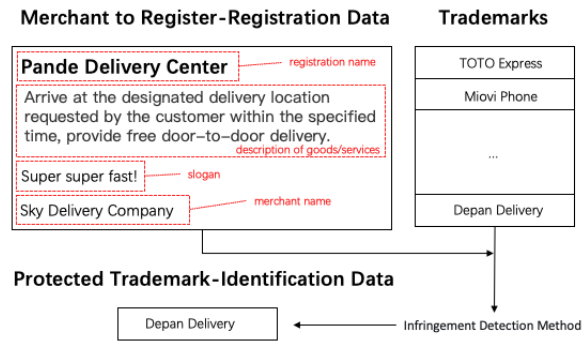 Merchant to Register-Registration Data
Trademarks
Pande Delivery Center
registration name
Arrive at the designated delivery location
requested by the customer within the specified
time, provide free door-to-door delivery.
description of goods/services
Super super fast!
slogan
Sky Delivery Company
merchant name
TOTO Express
Miovi Phone
...
Depan Delivery
Protected Trademark-Identification Data
Depan Delivery
Infringement Detection Method